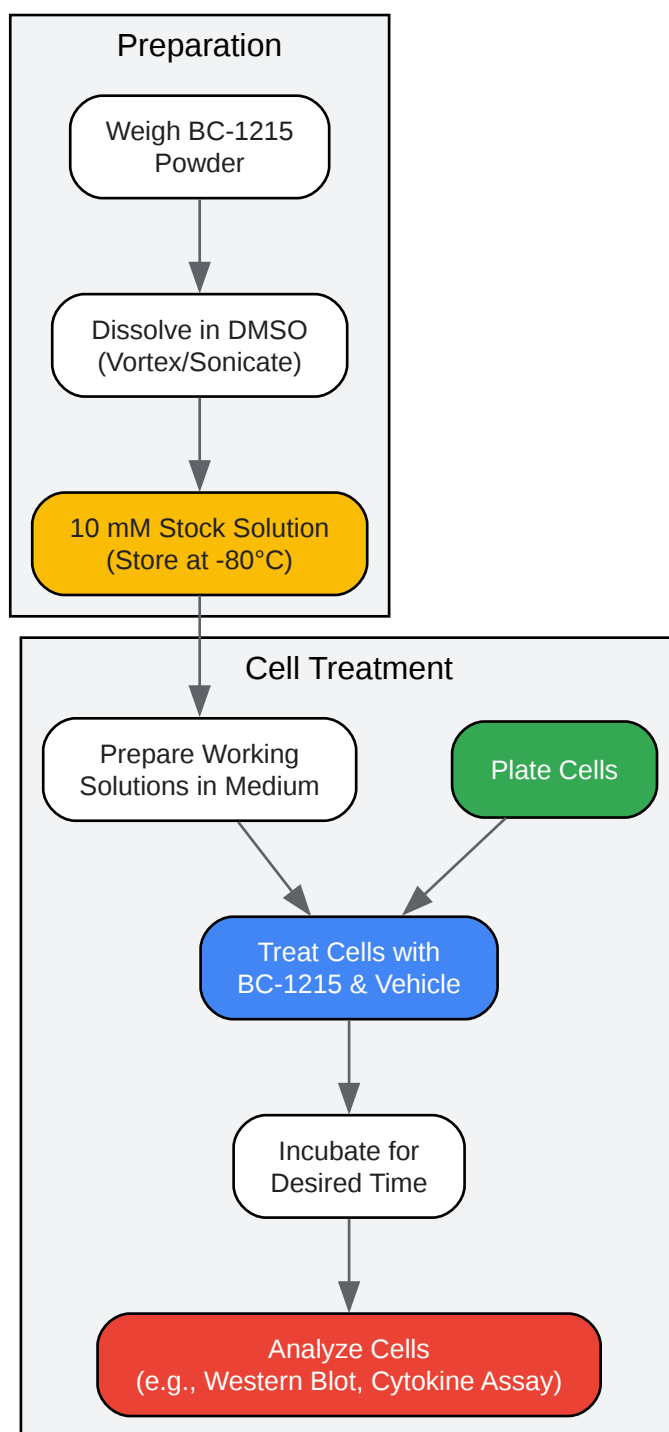 Preparation
Weigh BC-1215
Powder
Dissolve in DMSO
(Vortex/Sonicate)
10 mM Stock Solution
(Store at -80°C)
Cell Treatment
Prepare Working
Solutions in Medium
Plate Cells
Treat Cells with
BC-1215 & Vehicle
Incubate for
Desired Time
Analyze Cells
(e.g., Western Blot, Cytokine Assay)